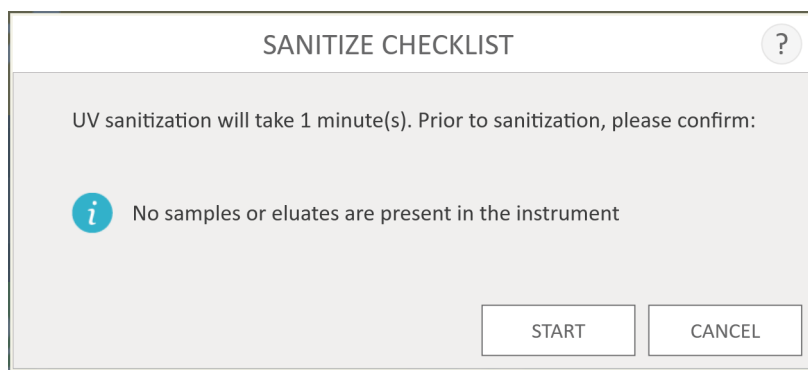 SANITIZE CHECKLIST
?
UV sanitization will take 1 minute(s). Prior to sanitization, please confirm:
i
No samples or eluates are present in the instrument
START
CANCEL